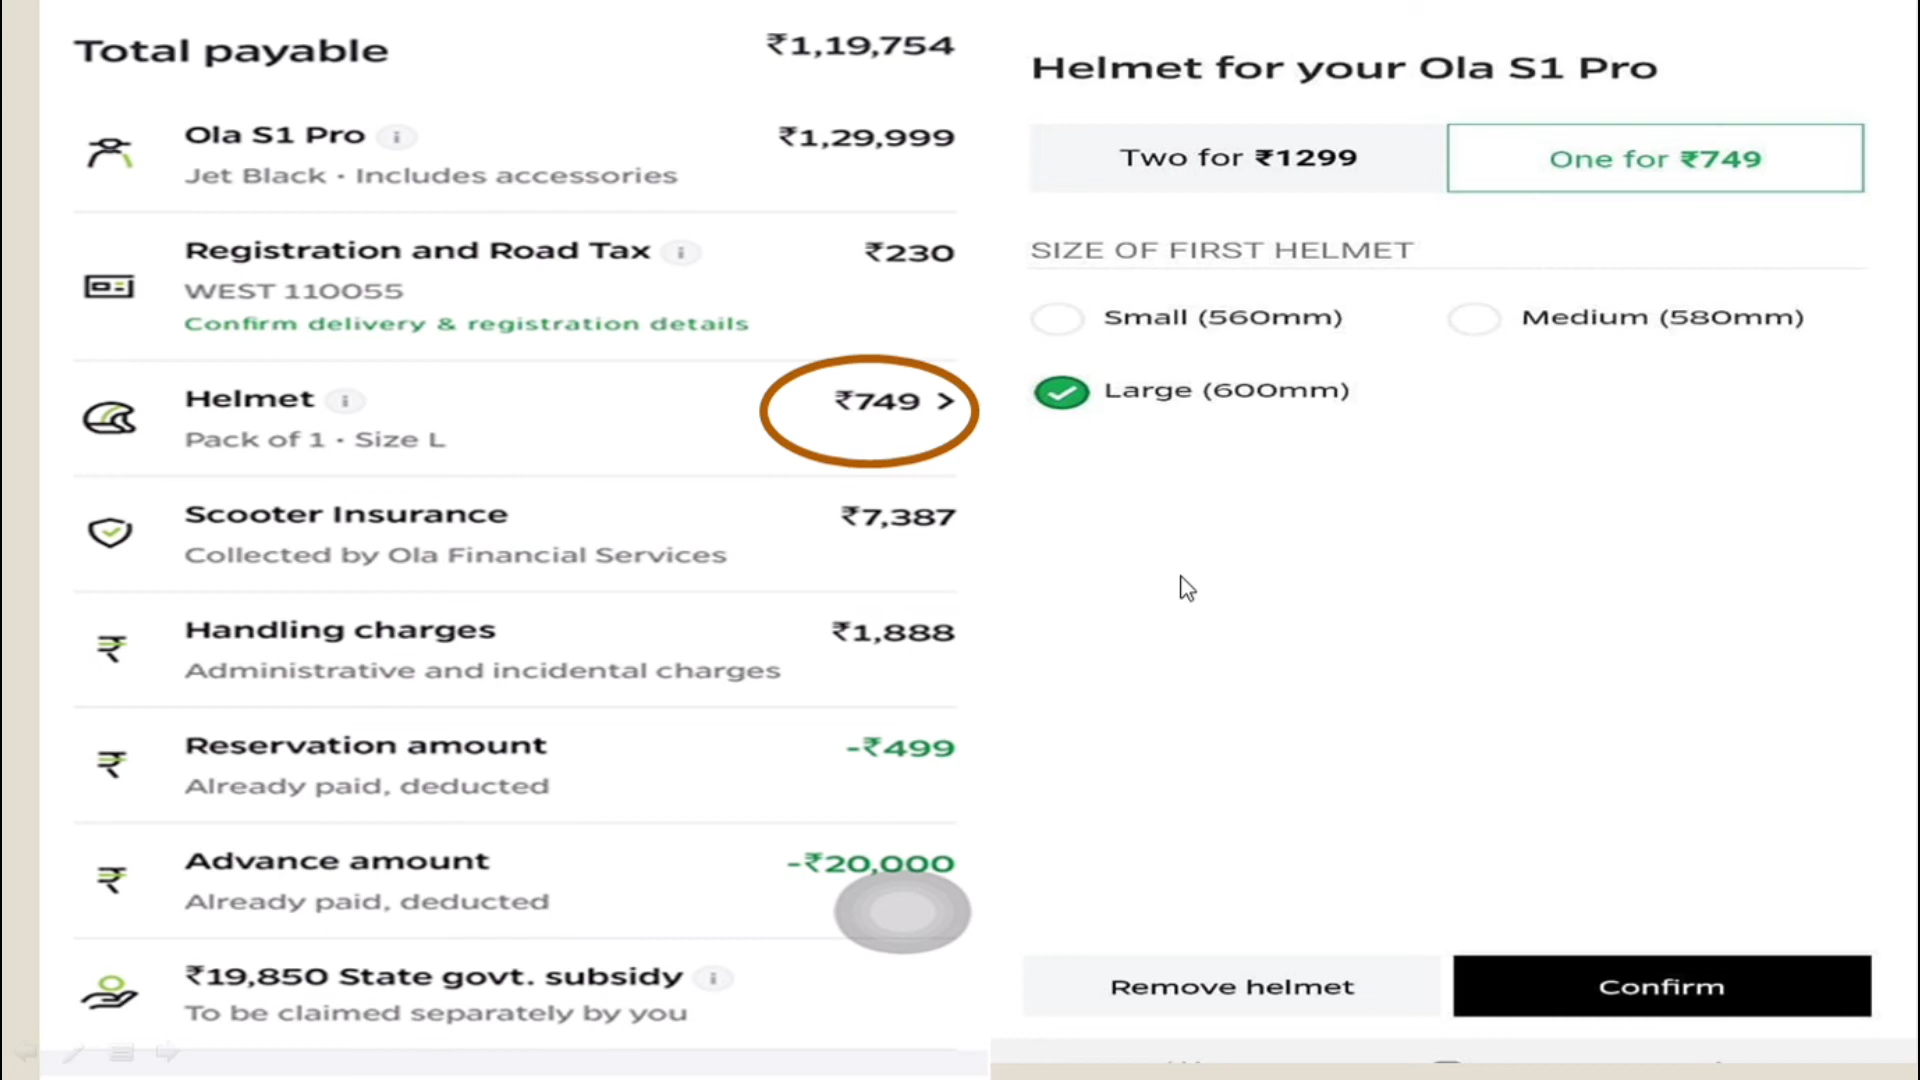 Total payable ₹1,19,754
Ola S1 Pro i ₹1,29,999
Jet Black · Includes accessories
Registration and Road Tax i ₹230
WEST 110055
Confirm delivery & registration details
Helmet i ₹749 >
Pack of 1 · Size L
Scooter Insurance ₹7,387
Collected by Ola Financial Services
Handling charges ₹1,888
Administrative and incidental charges
Reservation amount -₹499
Already paid, deducted
Advance amount -₹20,000
Already paid, deducted
₹19,850 State govt. subsidy i
To be claimed separately by you
Helmet for your Ola S1 Pro
Two for ₹1299 One for ₹749
SIZE OF FIRST HELMET
Small (560mm) Medium (580mm)
Large (600mm)
Remove helmet Confirm